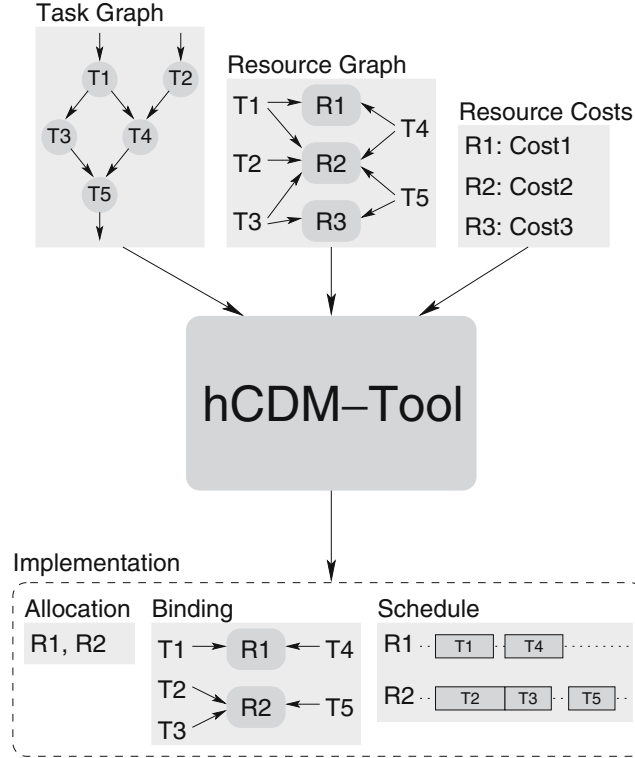 Task Graph
T1
T2
T3
T4
T5
Resource Graph
T1
R1
T4
T2
R2
T5
T3
R3
Resource Costs
R1: Cost1
R2: Cost2
R3: Cost3
hCDM–Tool
Implementation
Allocation
R1, R2
Binding
T1
R1
T4
T2
R2
T5
T3
Schedule
R1
T1
T4
R2
T2
T3
T5